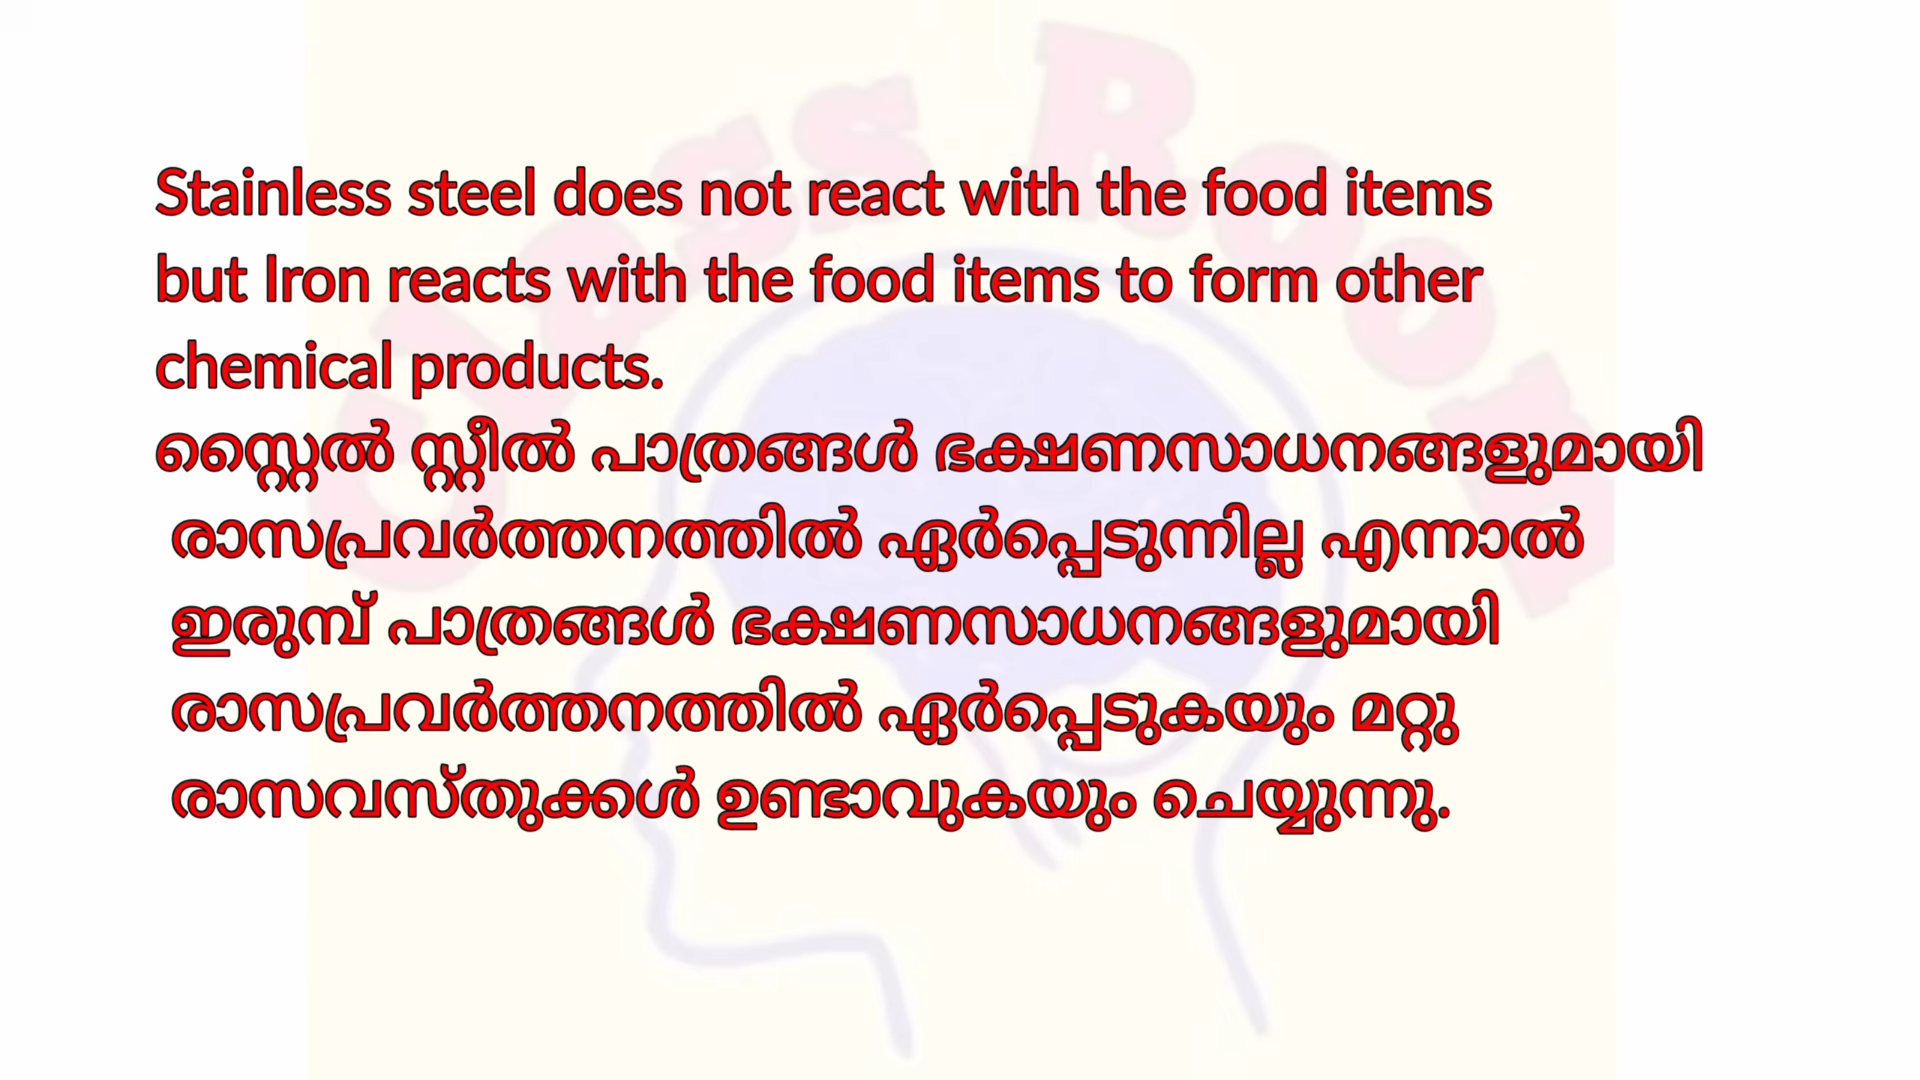 Class Room
Stainless steel does not react with the food items
but Iron reacts with the food items to form other
chemical products.
സ്റ്റൈൽ സ്റ്റീൽ പാത്രങ്ങൾ ഭക്ഷണസാധനങ്ങളുമായി
രാസപ്രവർത്തനത്തിൽ ഏർപ്പെടുന്നില്ല എന്നാൽ
ഇരുമ്പ് പാത്രങ്ങൾ ഭക്ഷണസാധനങ്ങളുമായി
രാസപ്രവർത്തനത്തിൽ ഏർപ്പെടുകയും മറ്റു
രാസവസ്തുക്കൾ ഉണ്ടാവുകയും ചെയ്യുന്നു.